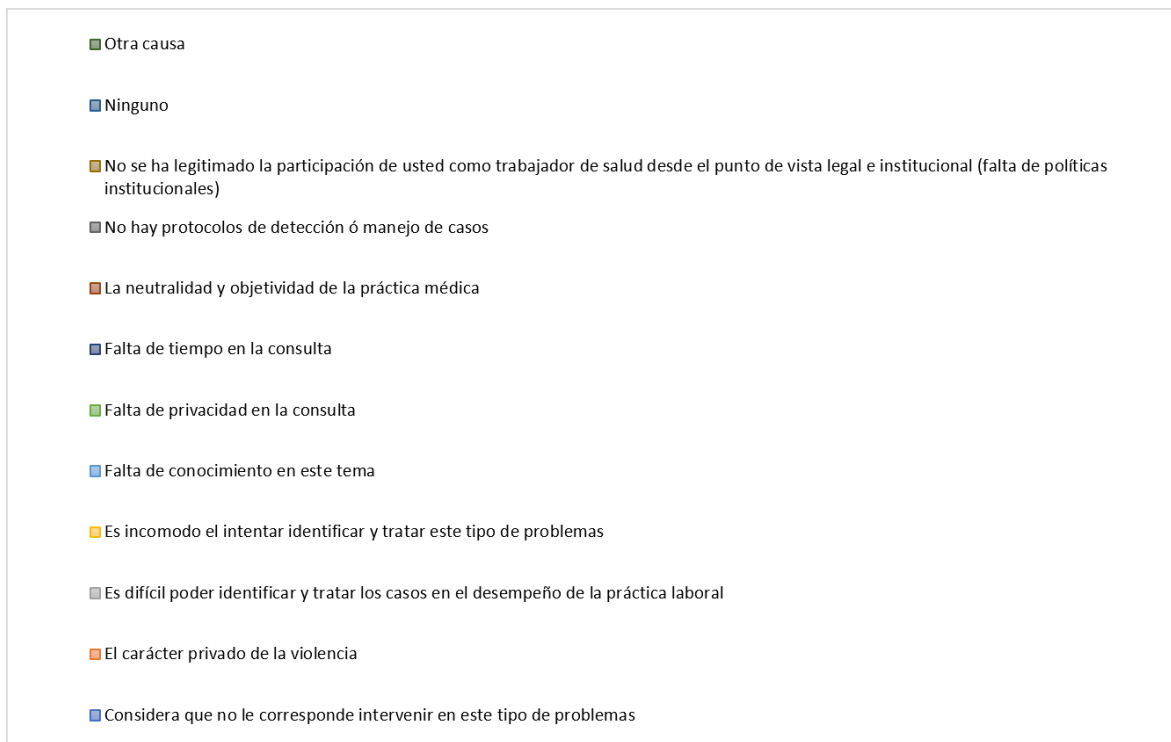 Otra causa
Ninguno
No se ha legitimado la participación de usted como trabajador de salud desde el punto de vista legal e institucional (falta de políticas
institucionales)
No hay protocolos de detección ó manejo de casos
La neutralidad y objetividad de la práctica médica
Falta de tiempo en la consulta
Falta de privacidad en la consulta
Falta de conocimiento en este tema
Es incomodo el intentar identificar y tratar este tipo de problemas
Es difícil poder identificar y tratar los casos en el desempeño de la práctica laboral
El carácter privado de la violencia
Considera que no le corresponde intervenir en este tipo de problemas